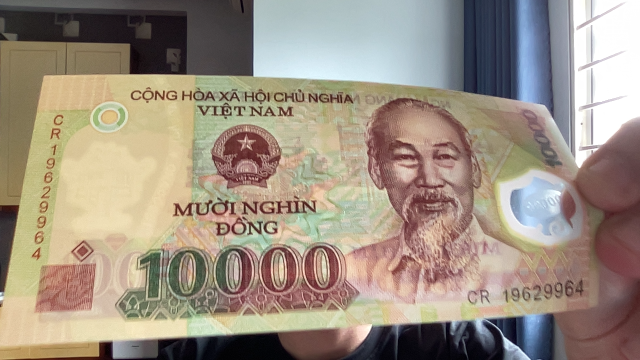 CỘNG HÒA XÃ HỘI CHỦ NGHĨA
VIỆT NAM
CR 19629964
10000
MƯỜI NGHÌN
ĐỒNG
10000
CR 19629964